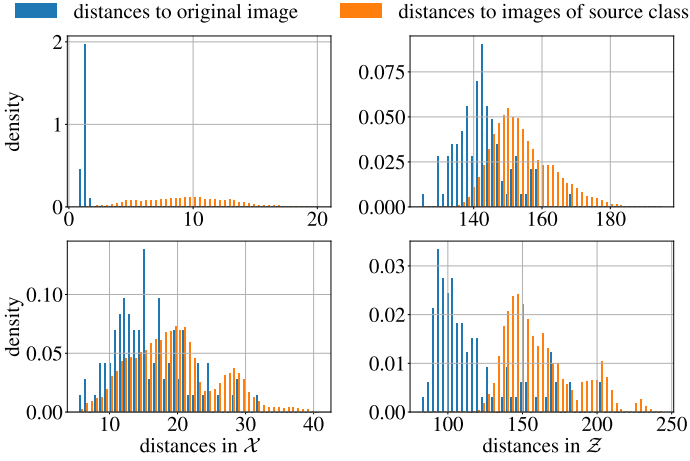 distances to original image distances to images of source class
2
1
0
density
0 10 20
0.075
0.050
0.025
0.000
140 160 180
0.10
0.05
0.00
density
10 20 30 40
distances in 𝒳
0.03
0.02
0.01
0.00
100 150 200 250
distances in 𝒵